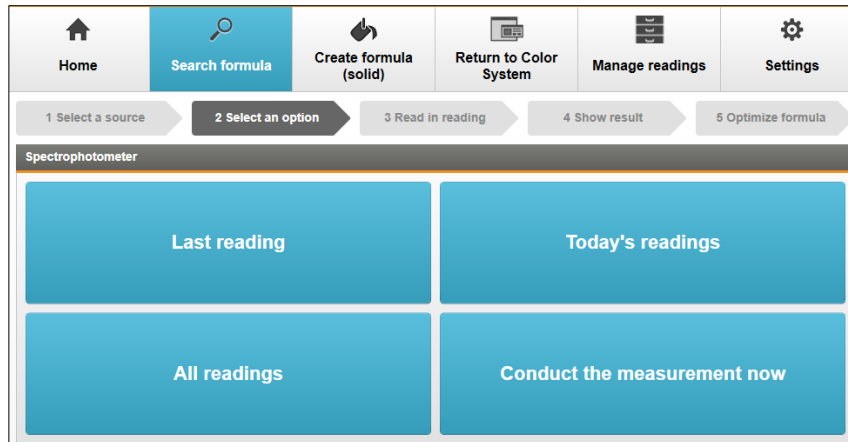 Home
Search formula
Create formula
(solid)
Return to Color
System
Manage readings
Settings
1 Select a source
2 Select an option
3 Read in reading
4 Show result
5 Optimize formula
Spectrophotometer
Last reading
Today's readings
All readings
Conduct the measurement now